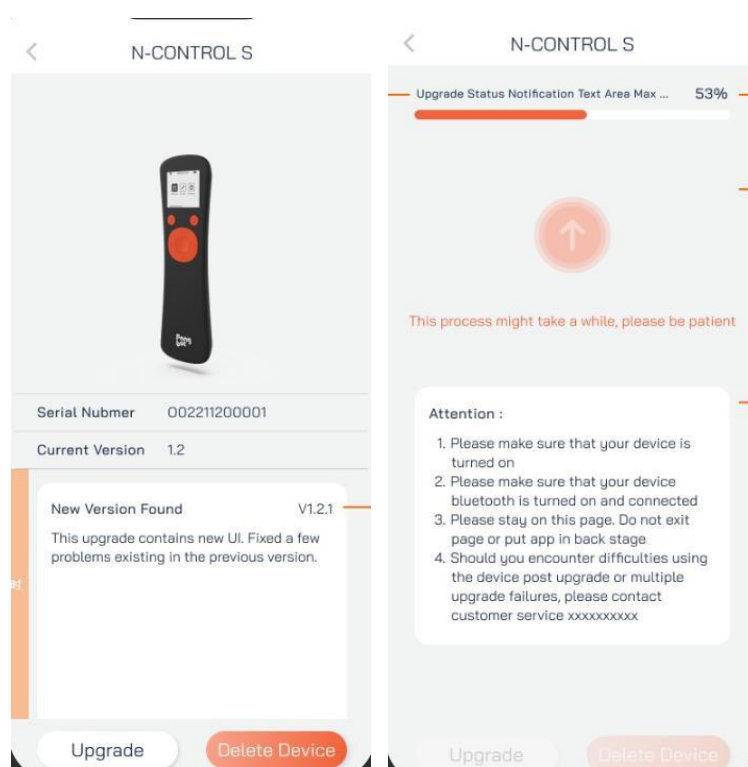 N-CONTROL S
Serial Nubmer 002211200001
Current Version 1.2
New Version Found V1.2.1
This upgrade contains new UI. Fixed a few
problems existing in the previous version.
时
Upgrade
Delete Device
N-CONTROL S
Upgrade Status Notification Text Area Max ... 53%
This process might take a while, please be patient
Attention :
1. Please make sure that your device is
turned on
2. Please make sure that your device
bluetooth is turned on and connected
3. Please stay on this page. Do not exit
page or put app in back stage
4. Should you encounter difficulties using
the device post upgrade or multiple
upgrade failures, please contact
customer service xxxxxxxxxx
Upgrade
Delete Device